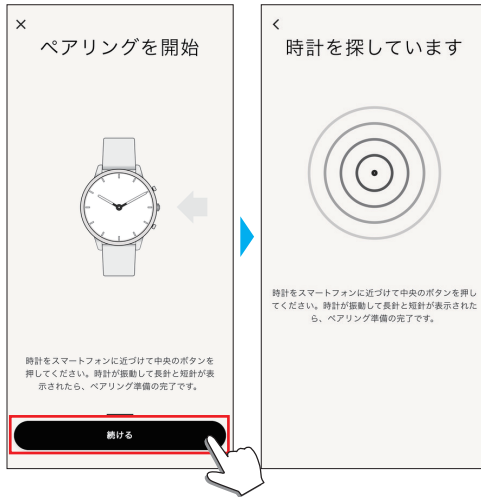 ペアリングを開始
時計をスマートフォンに近づけて中央のボタンを
押してください。時計が振動して長針と短針が表
示されたら、ペアリング準備の完了です。
続ける
時計を探しています
時計をスマートフォンに近づけて中央のボタンを押し
てください。時計が振動して長針と短針が表示された
ら、ペアリング準備の完了です。